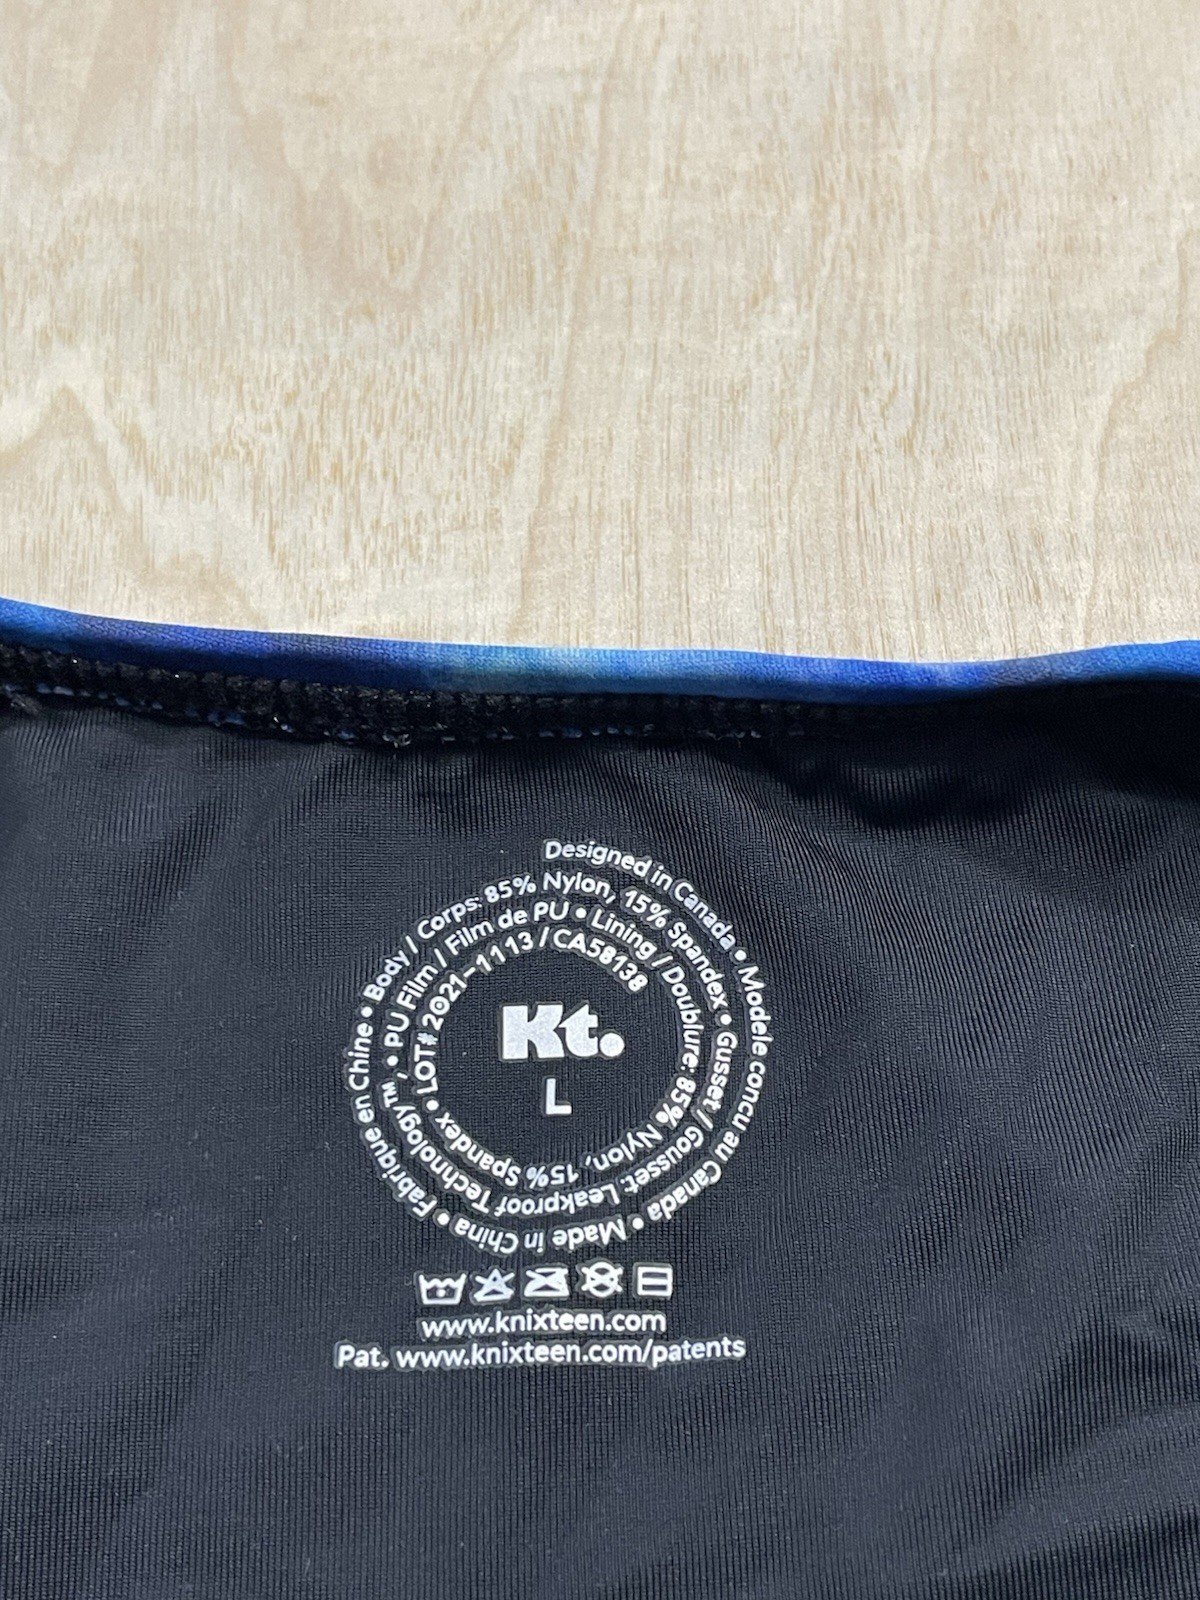 Designed in Canada • Modele concu au Canada • Made in China • Fabrique en Chine • Body / Corps: 85% Nylon, 15% Spandex • Gusset / Gousset: Leakproof Technology™, • PU Film / Film de PU • Lining / Doublure: 85% Nylon, 15% Spandex • LOT# 2021-1113 / CA58138
Kt.
L
www.knixteen.com
Pat. www.knixteen.com/patents